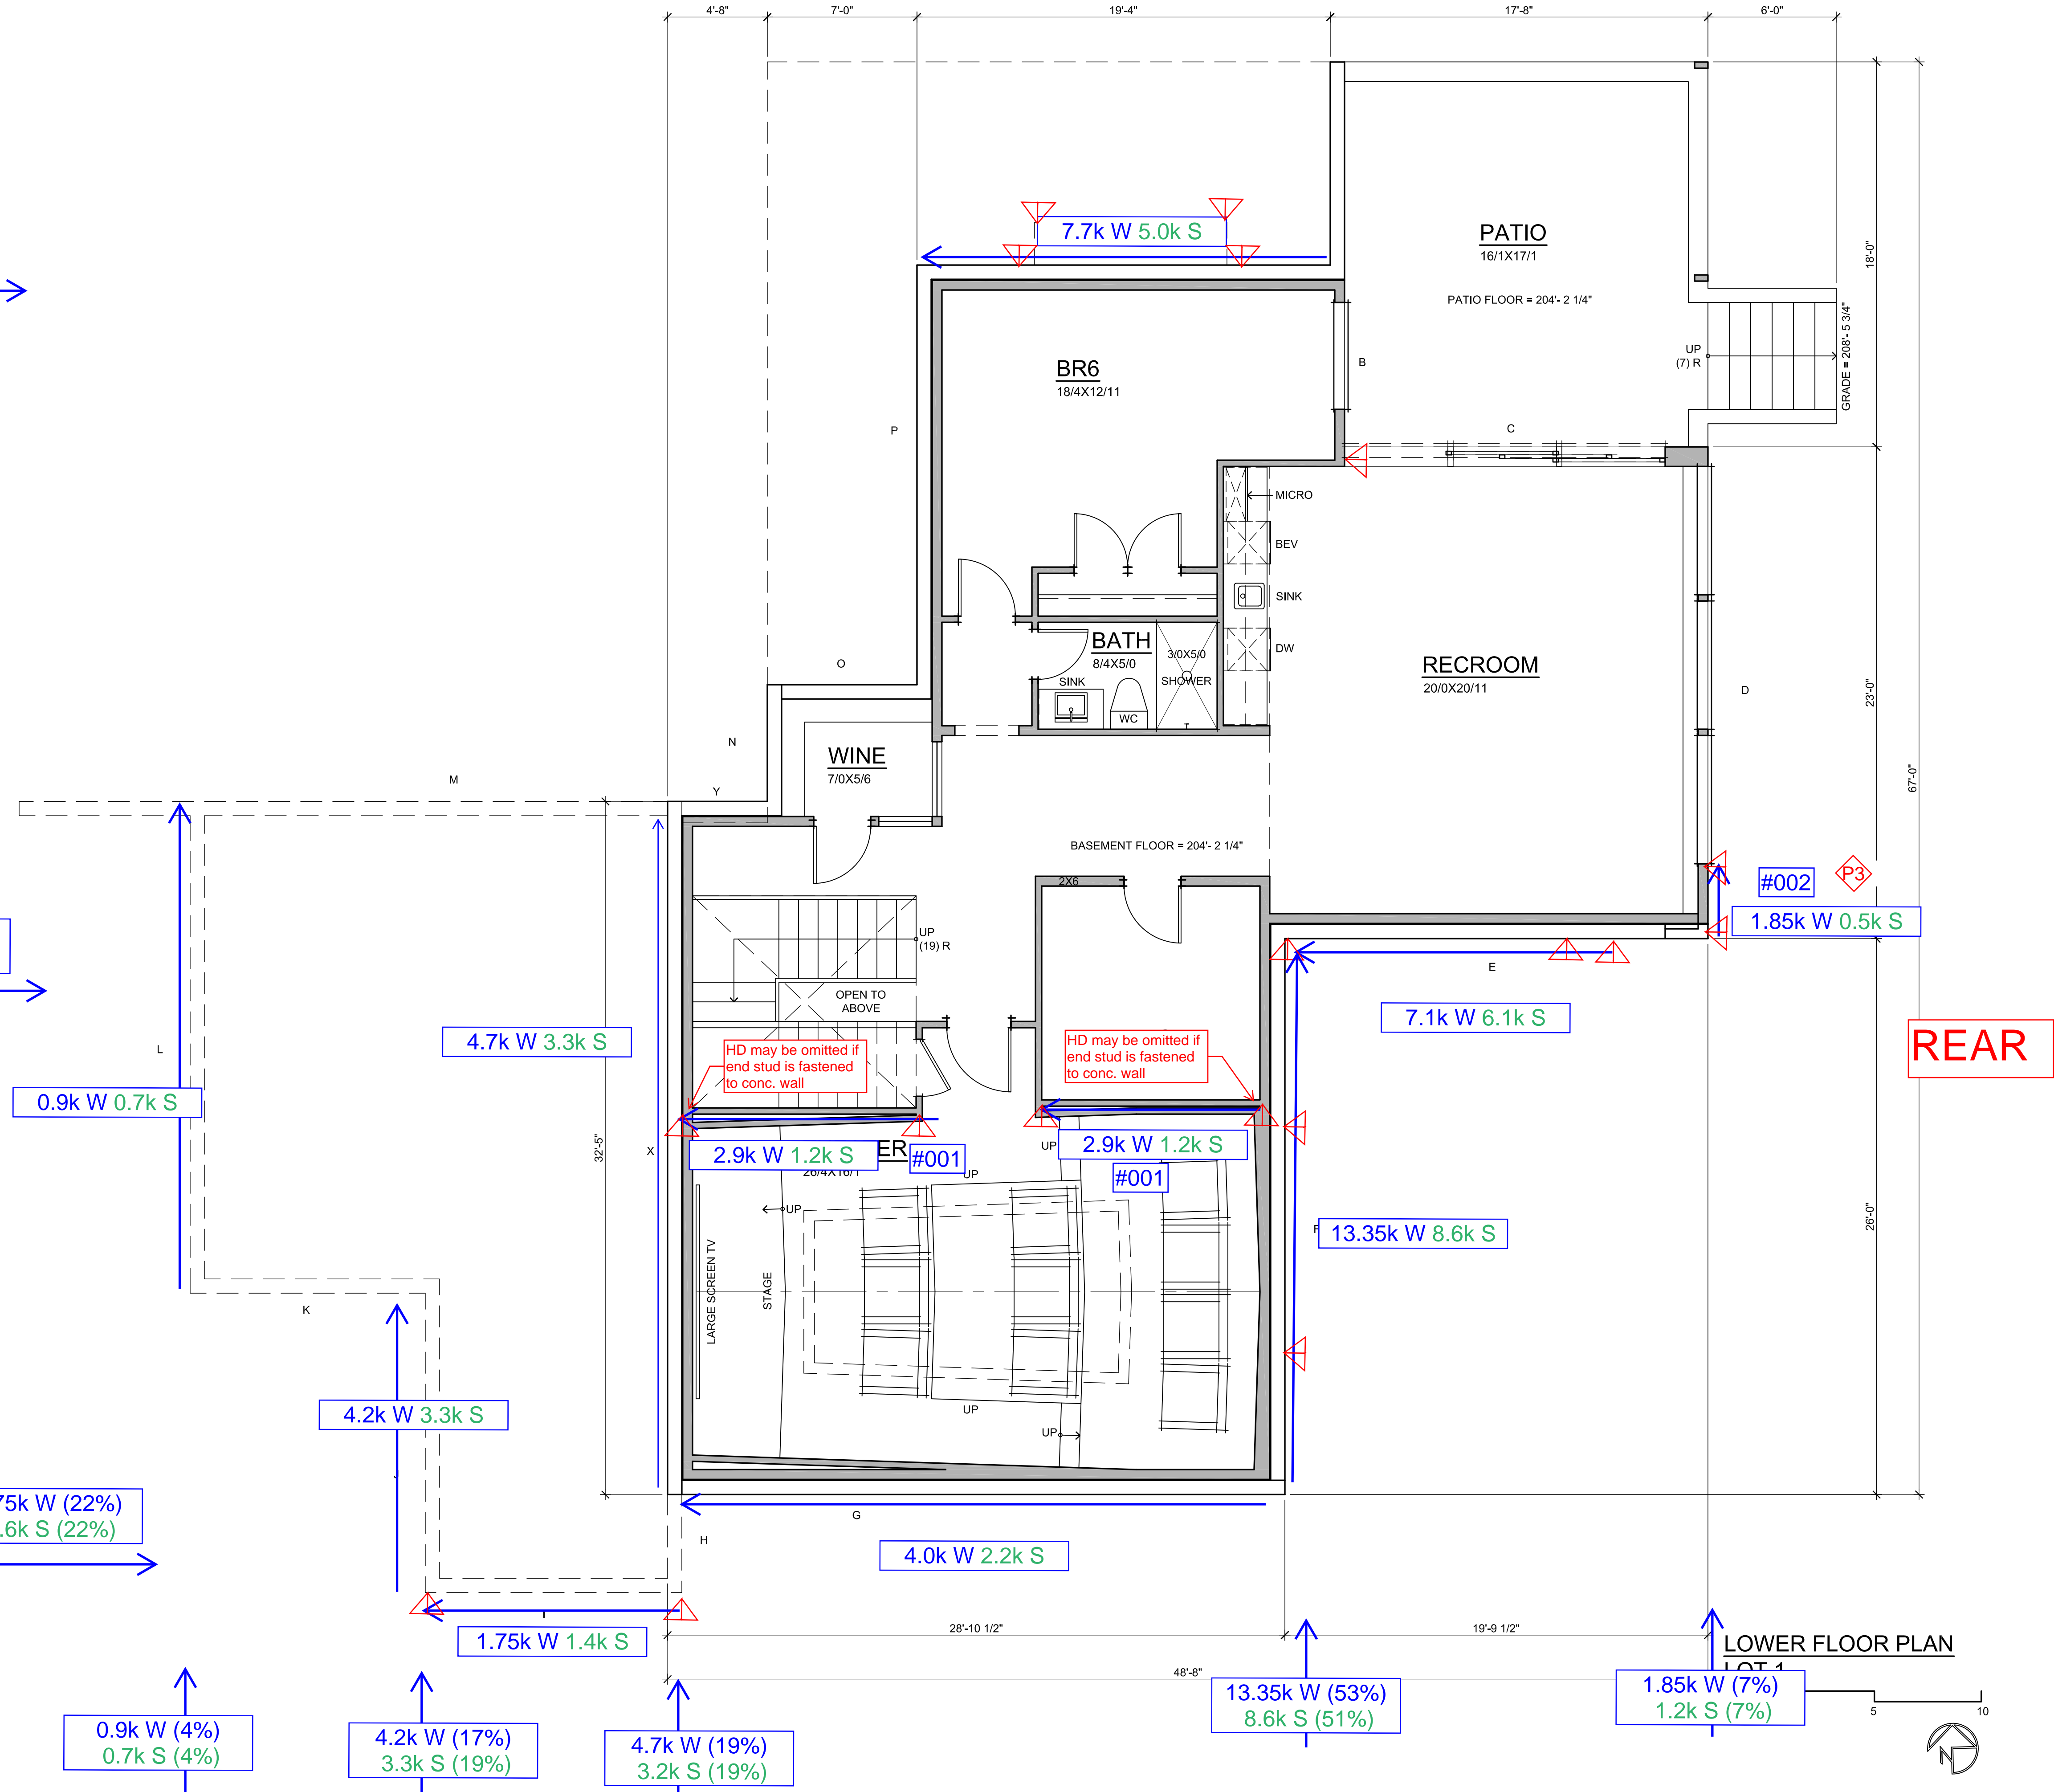 4'-8"
7'-0"
19'-4"
17'-8"
6'-0"
7.7k W 5.0k S
PATIO
16/1X17/1
PATIO FLOOR = 204'- 2 1/4"
18'-0"
GRADE = 208'- 5 3/4"
UP
(7) R
BR6
18/4X12/11
B
C
P
MICRO
BEV
SINK
DW
BATH
8/4X5/0
3/0X5/0
SHOWER
SINK
WC
RECROOM
20/0X20/11
D
23'-0"
67'-0"
O
N
M
Y
WINE
7/0X5/6
BASEMENT FLOOR = 204'- 2 1/4"
2X6
#002
P3
1.85k W 0.5k S
UP
(19) R
OPEN TO
ABOVE
E
7.1k W 6.1k S
REAR
L
4.7k W 3.3k S
0.9k W 0.7k S
HD may be omitted if
end stud is fastened
to conc. wall
HD may be omitted if
end stud is fastened
to conc. wall
32'-5"
X
2.9k W 1.2k S
ER
#001
26/4X16/1
UP
2.9k W 1.2k S
#001
UP
UP
LARGE SCREEN TV
STAGE
13.35k W 8.6k S
26'-0"
K
4.2k W 3.3k S
UP
UP
75k W (22%)
.6k S (22%)
G
H
4.0k W 2.2k S
1.75k W 1.4k S
28'-10 1/2"
19'-9 1/2"
48'-8"
LOWER FLOOR PLAN
LOT 1
5
10
N
0.9k W (4%)
0.7k S (4%)
4.2k W (17%)
3.3k S (19%)
4.7k W (19%)
3.2k S (19%)
13.35k W (53%)
8.6k S (51%)
1.85k W (7%)
1.2k S (7%)